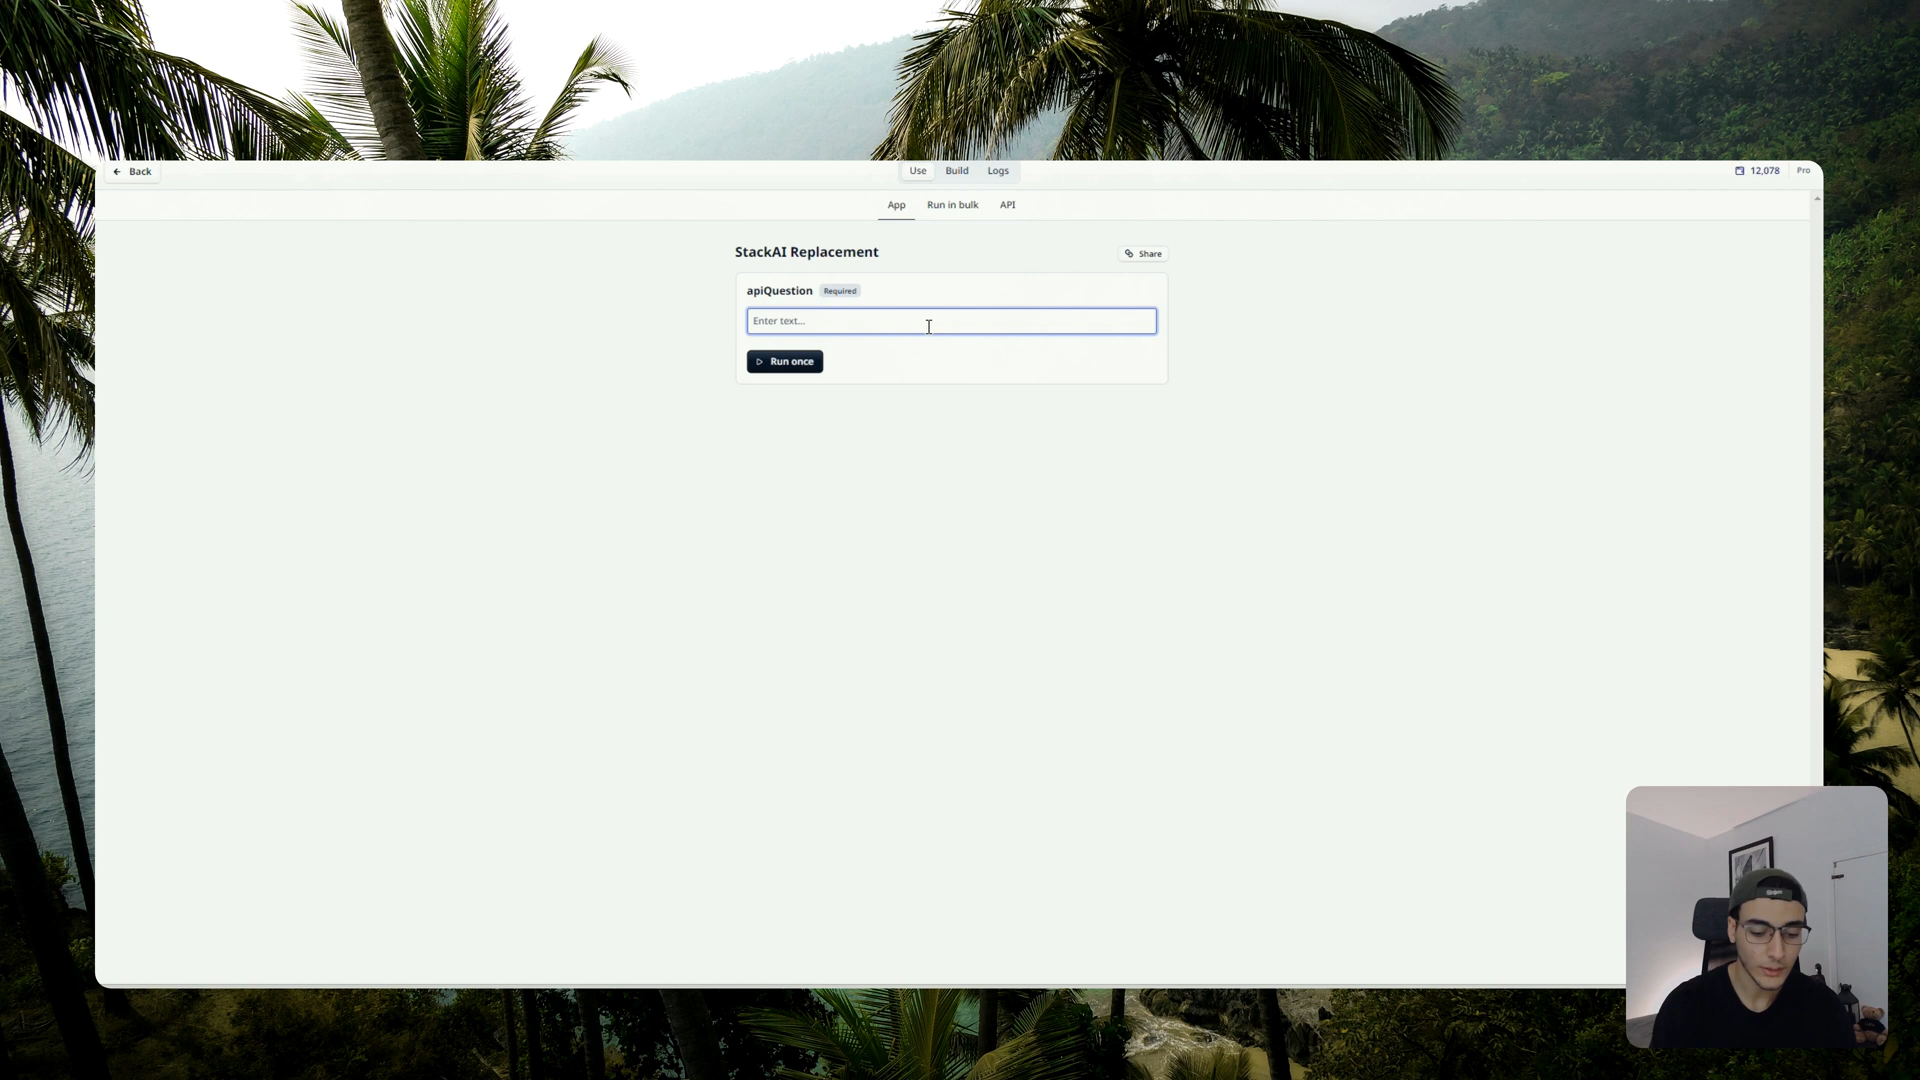 Back
Use Build Logs
12,078 Pro
App Run in bulk API
StackAI Replacement
Share
apiQuestion Required
Enter text...
Run once